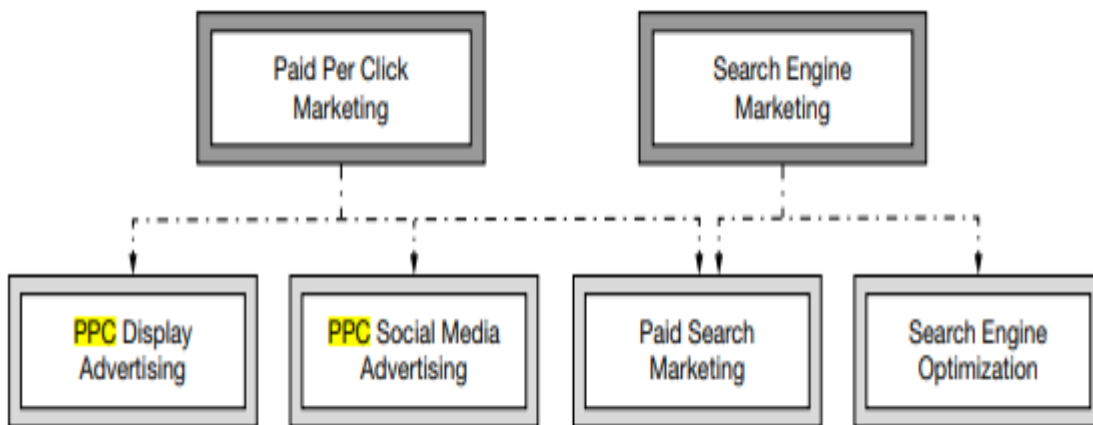 Paid Per Click
Marketing
Search Engine
Marketing
PPC Display
Advertising
PPC Social Media
Advertising
Paid Search
Marketing
Search Engine
Optimization